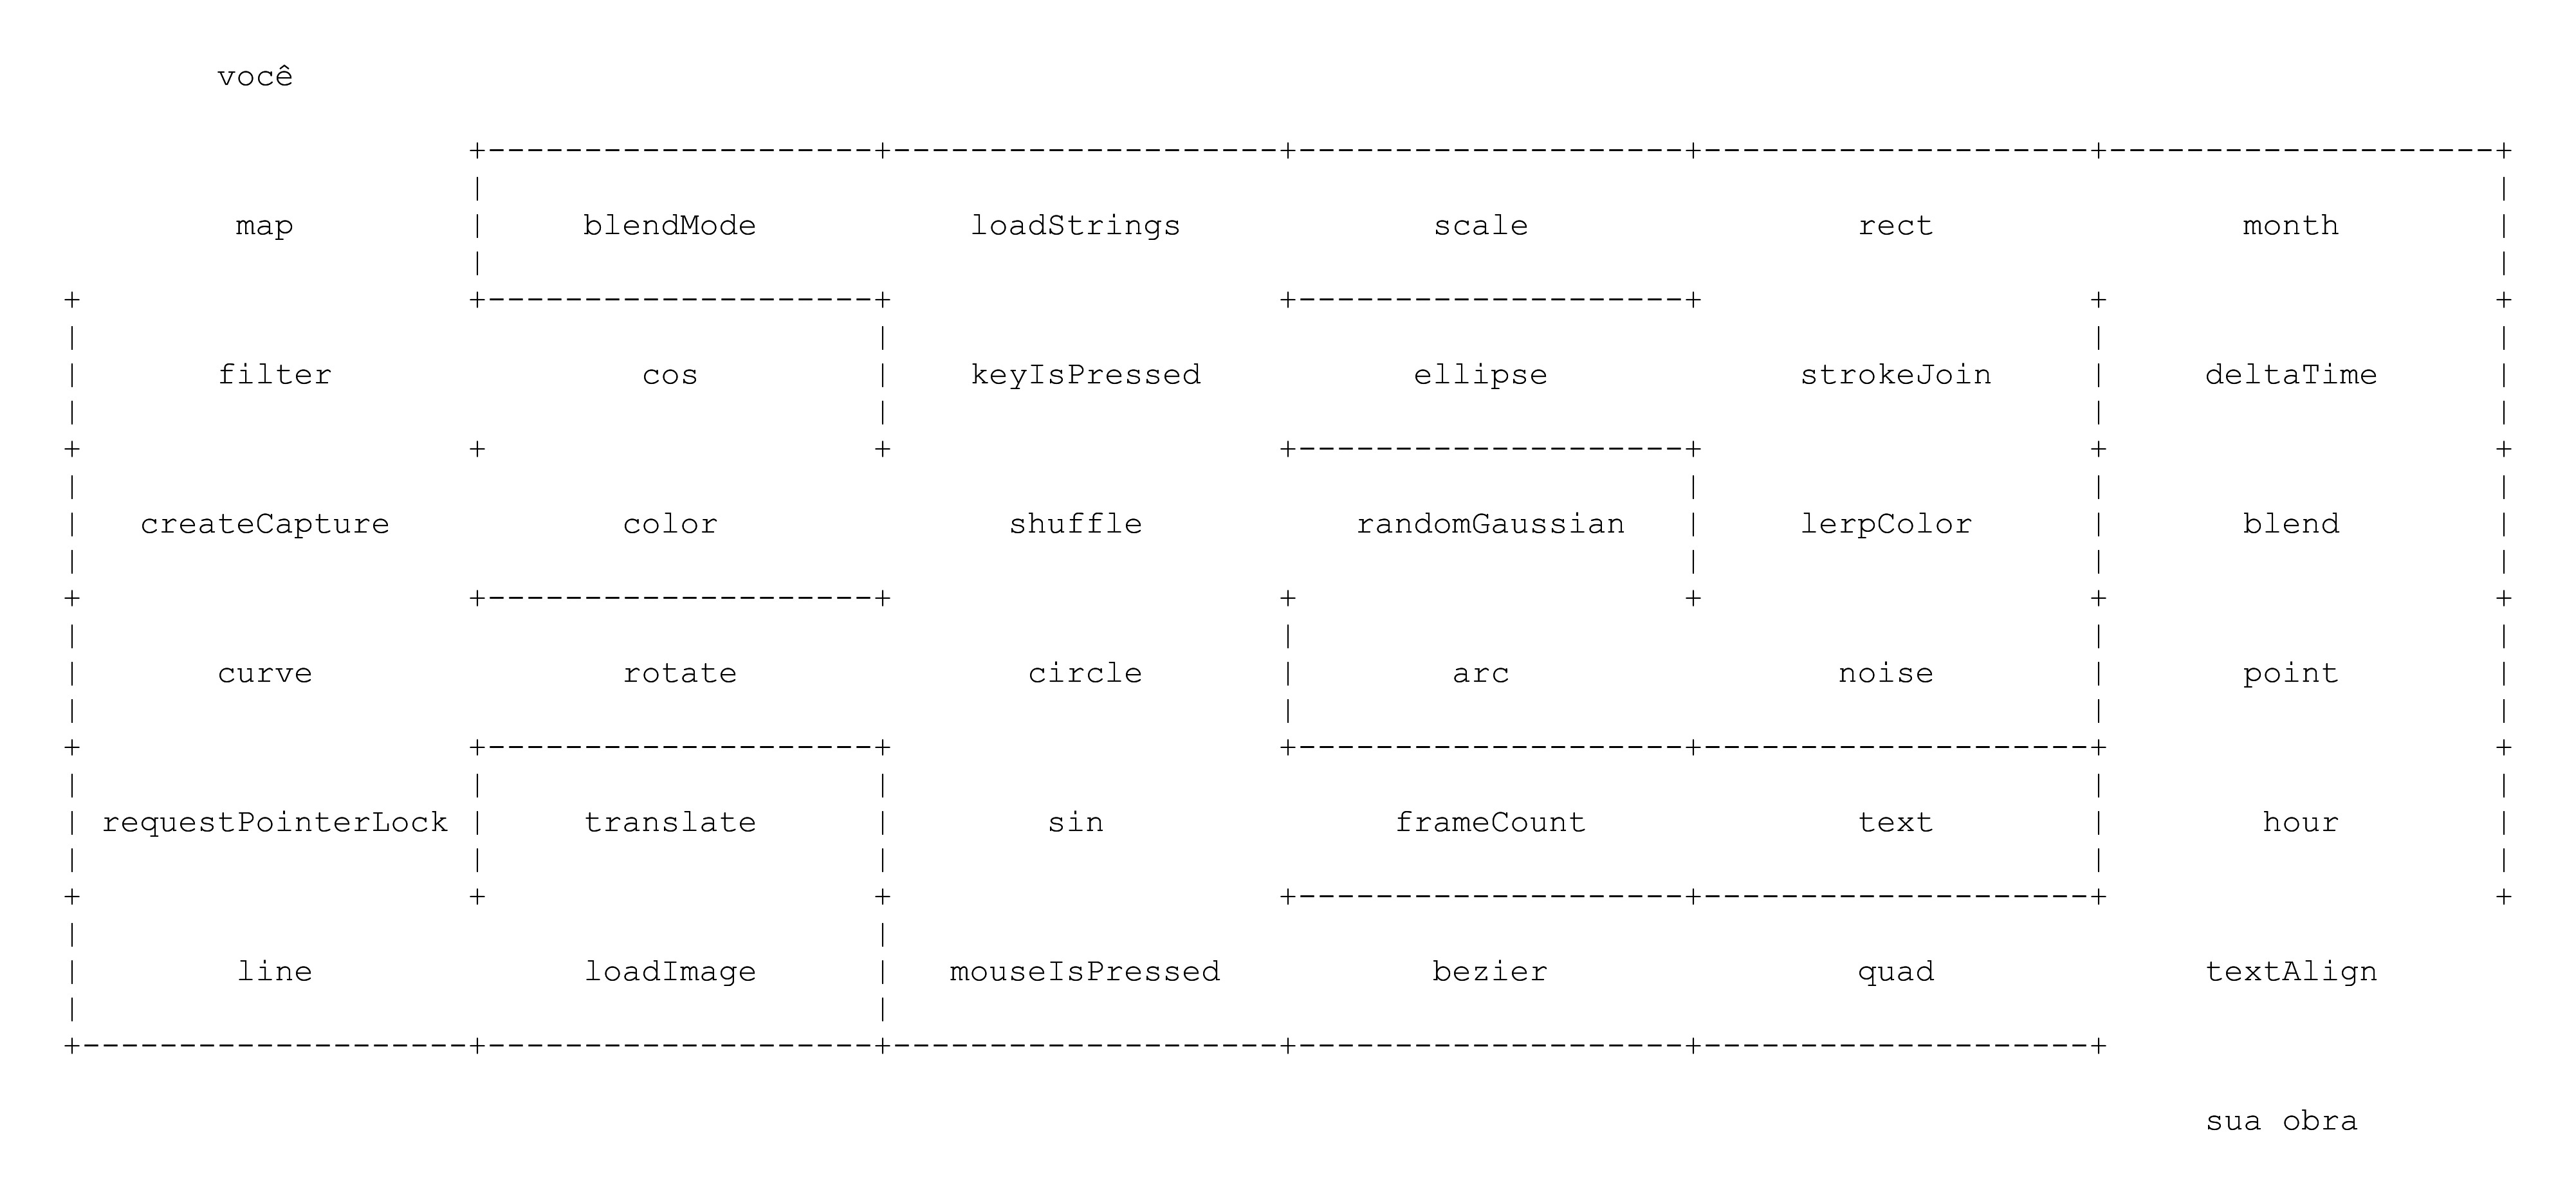 você
map blendMode loadStrings scale rect month
filter cos keyIsPressed ellipse strokeJoin deltaTime
createCapture color shuffle randomGaussian lerpColor blend
curve rotate circle arc noise point
requestPointerLock translate sin frameCount text hour
line loadImage mouseIsPressed bezier quad textAlign
sua obra